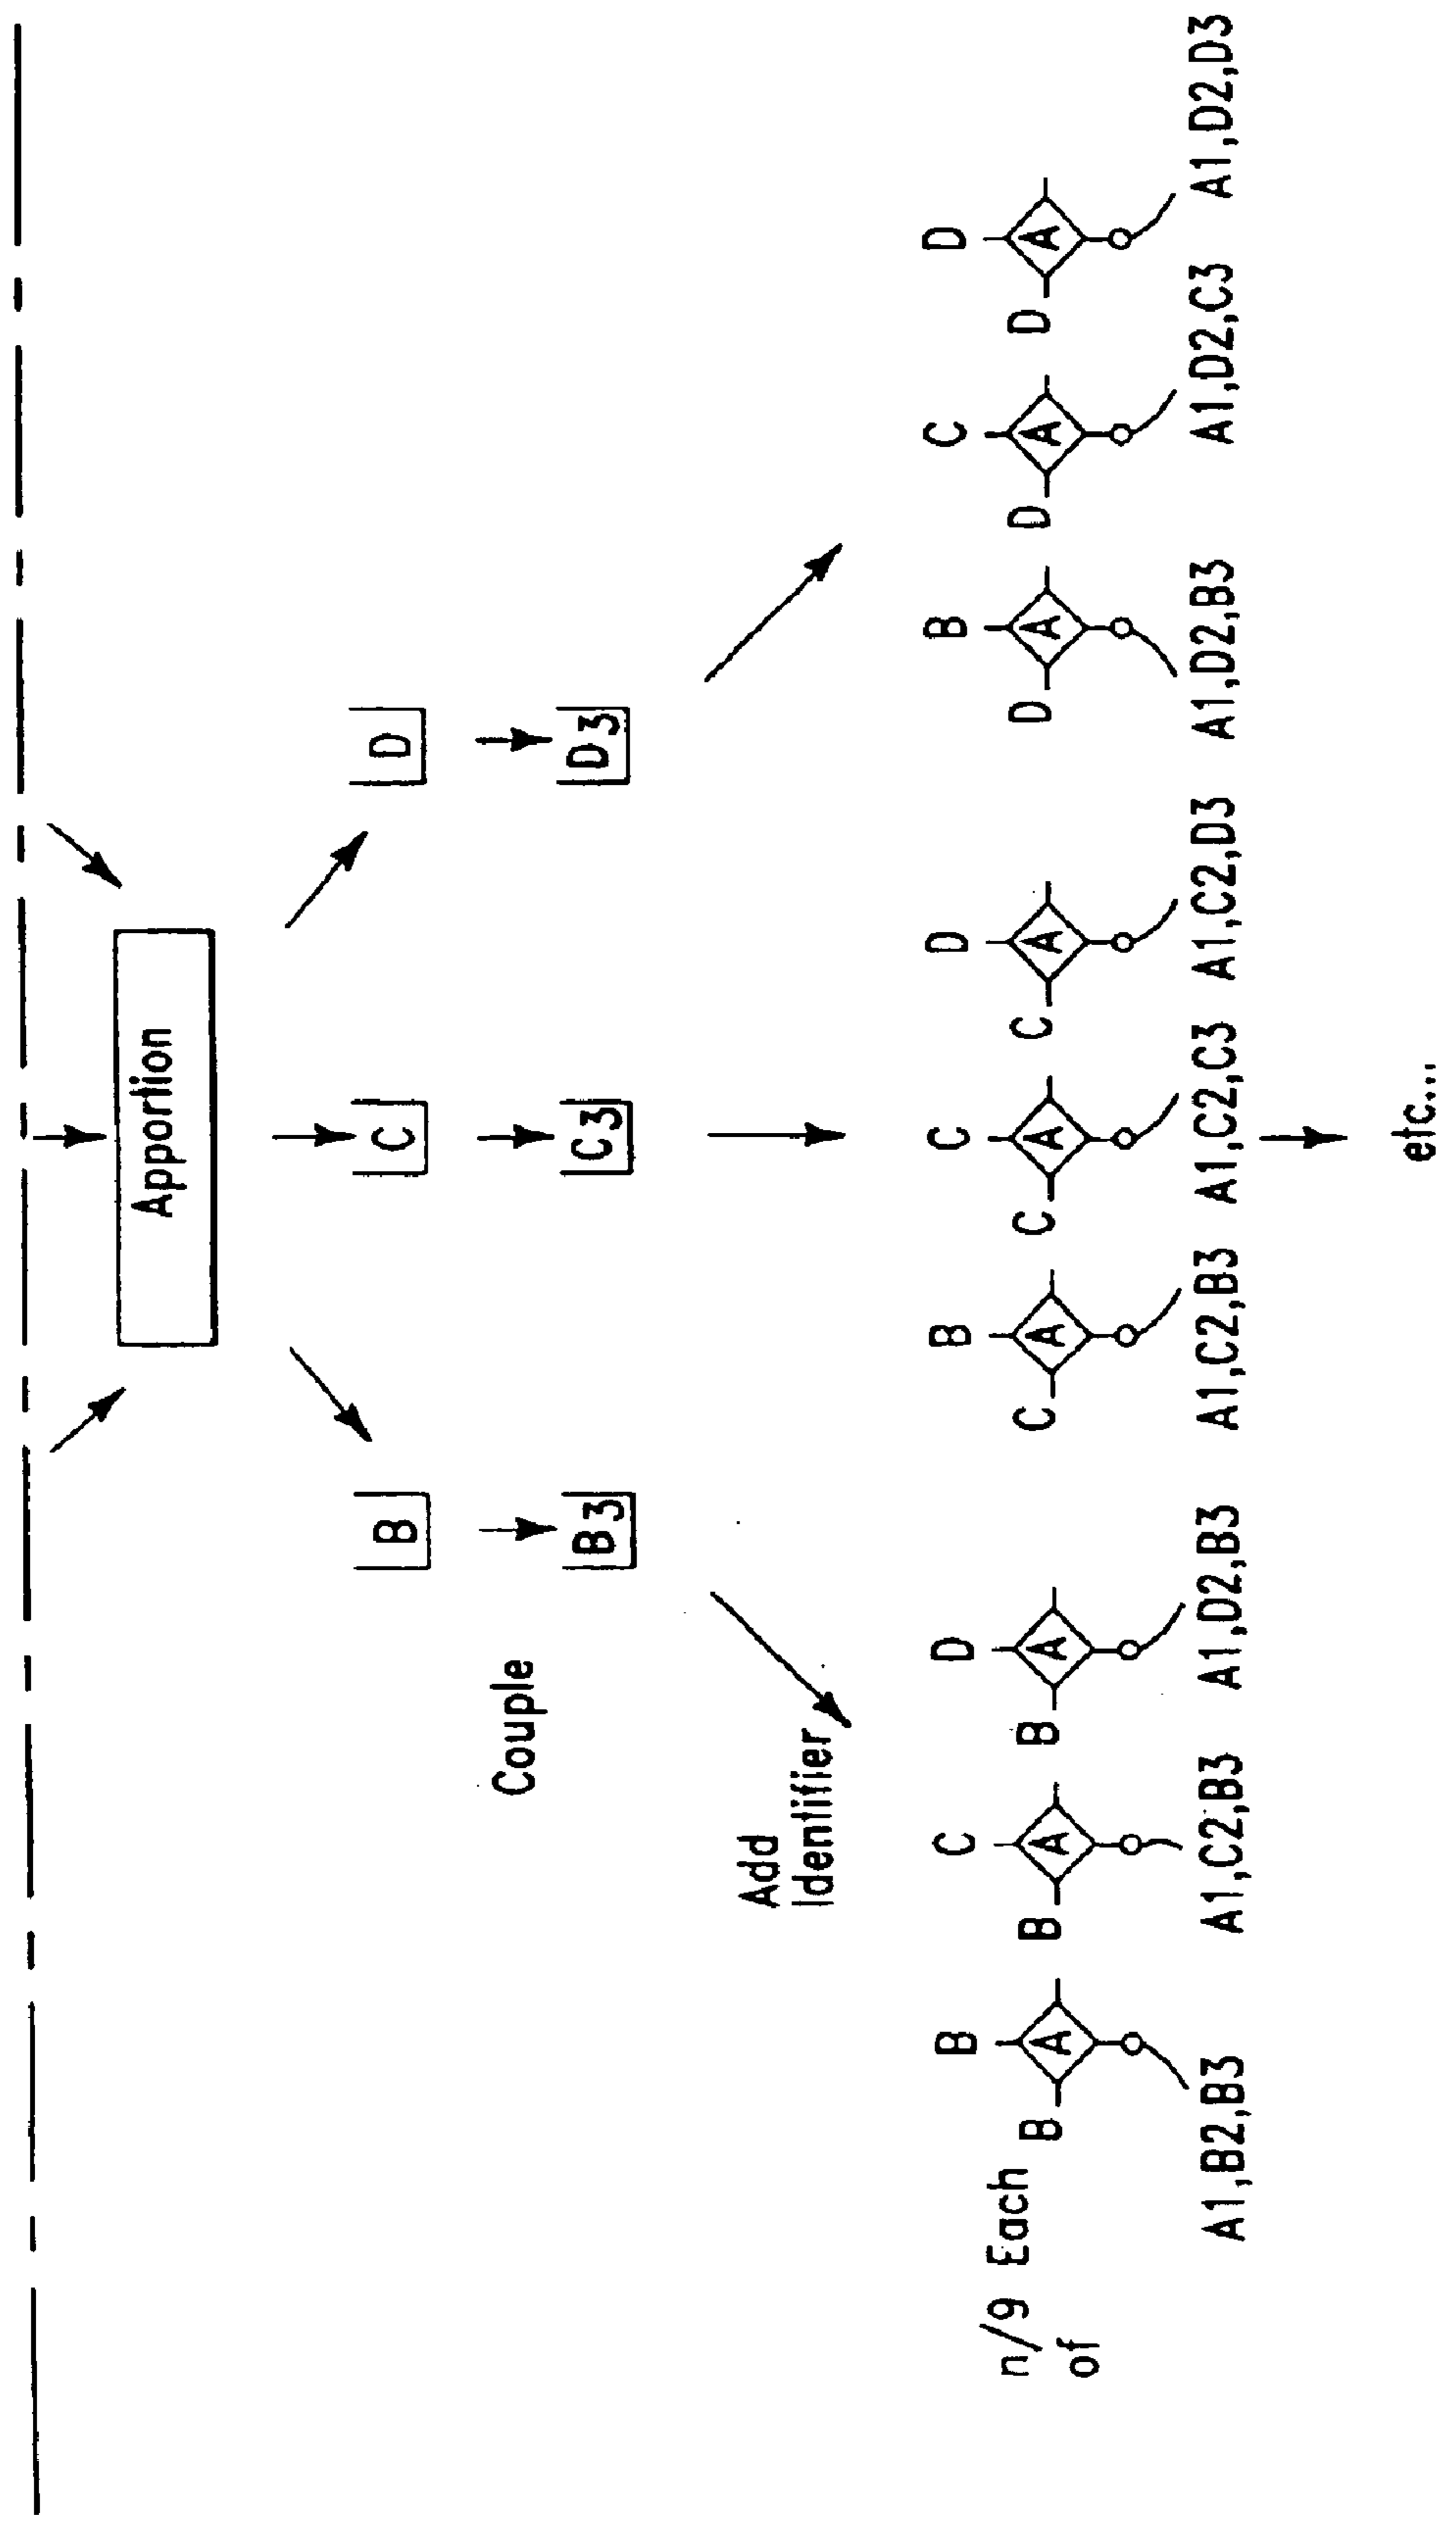 Apportion
B C D
Couple
B3 C3 D3
Add
Identifier
B C D B C D B C D
n/9 Each
of
B A B A B A C A C A C A D A D A D A
A1,B2,B3 A1,C2,B3 A1,D2,B3 A1,C2,B3 A1,C2,C3 A1,C2,D3 A1,D2,B3 A1,D2,C3 A1,D2,D3
etc...